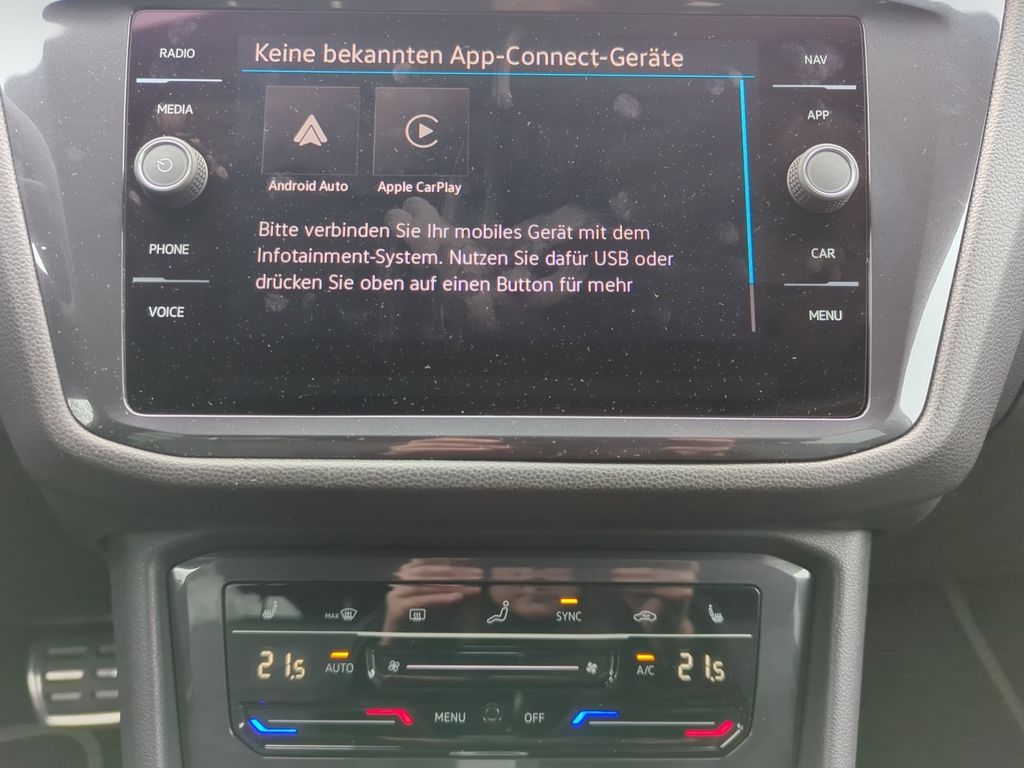 RADIO
MEDIA
PHONE
VOICE
Keine bekannten App-Connect-Geräte
Android Auto
Apple CarPlay
Bitte verbinden Sie Ihr mobiles Gerät mit dem
Infotainment-System. Nutzen Sie dafür USB oder
drücken Sie oben auf einen Button für mehr
NAV
APP
CAR
MENU
MAX
SYNC
21,5
AUTO
A/C
21,5
MENU
OFF